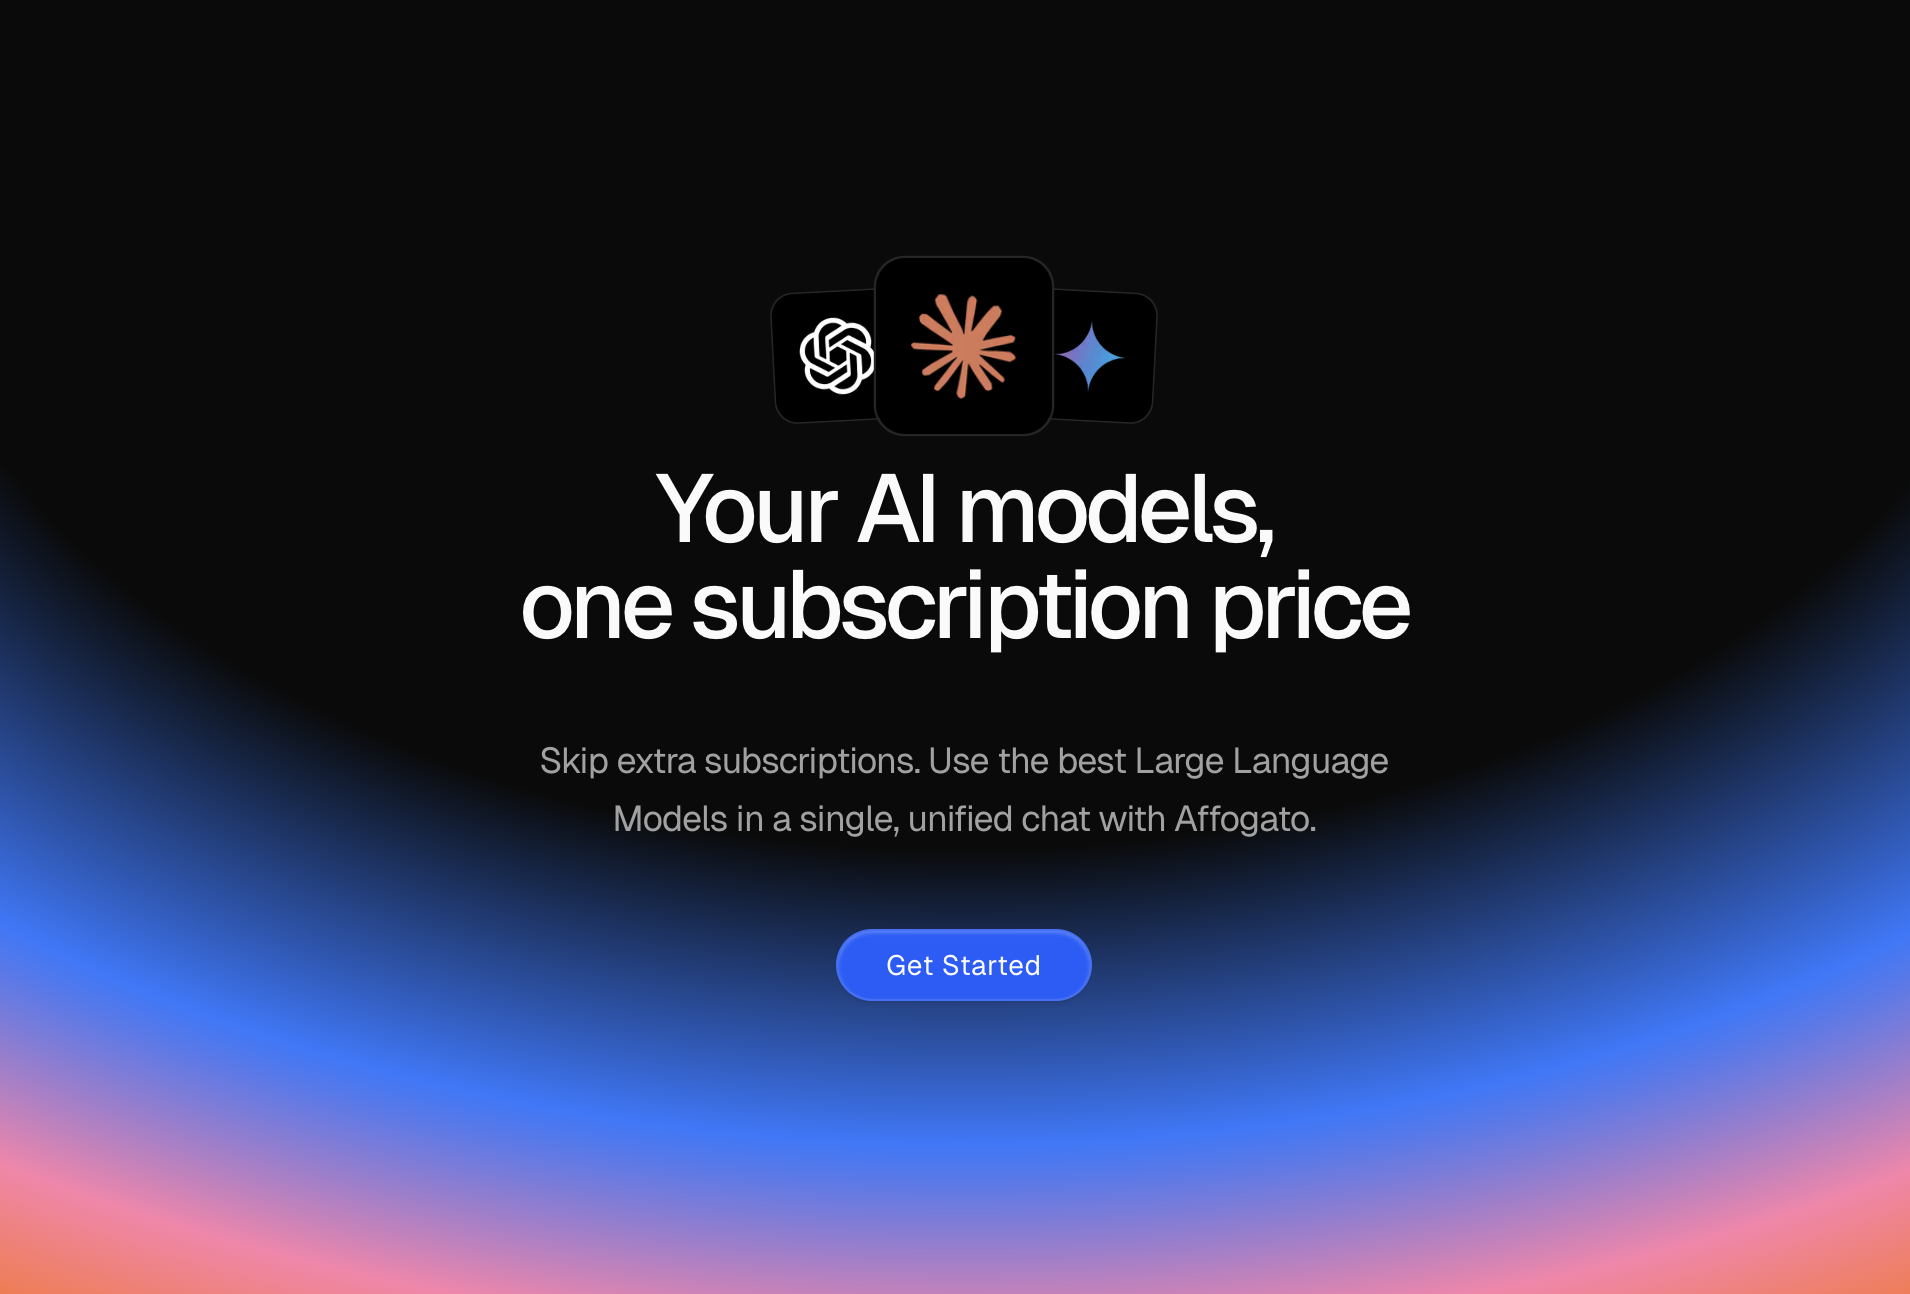 Your AI models,
one subscription price
Skip extra subscriptions. Use the best Large Language
Models in a single, unified chat with Affogato.
Get Started